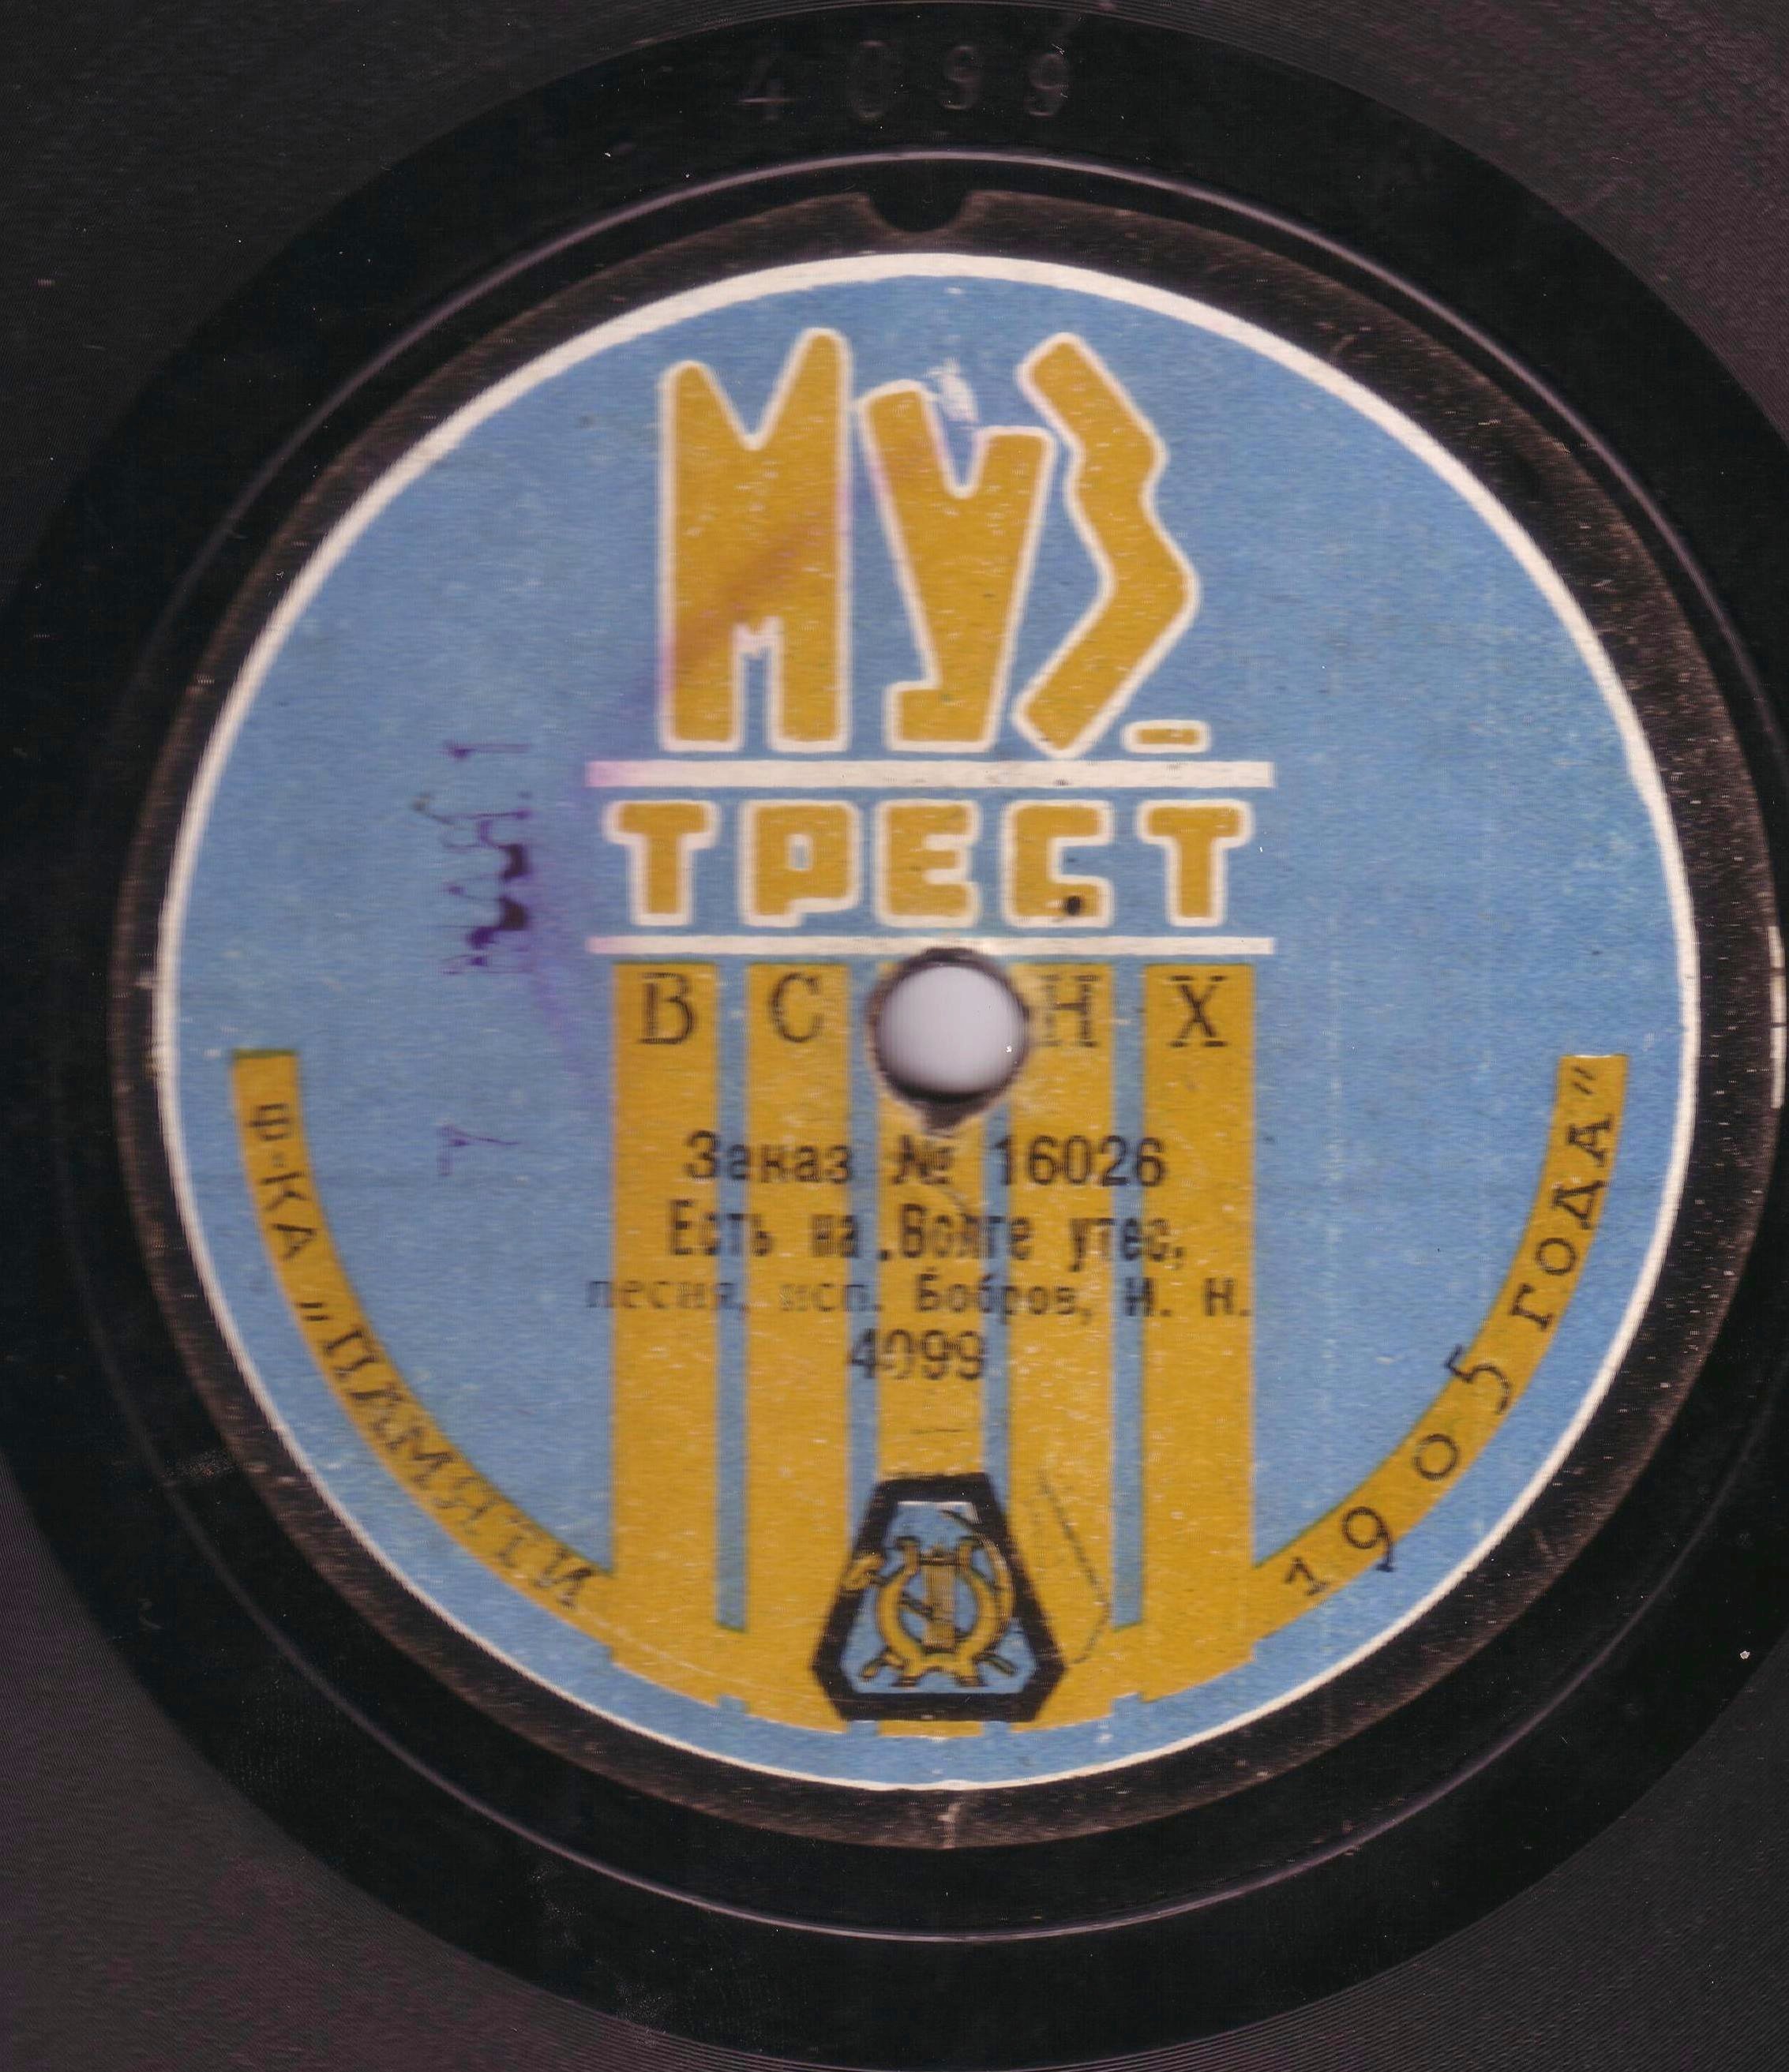 4099
МУЗ-
ТРЕСТ
В С Н Х
Заказ № 16026
Есть на „Волге утес,
песня, исп. Бобров, И. Н.
4099
Ф-КА „ПАМЯТИ
1905 ГОДА”